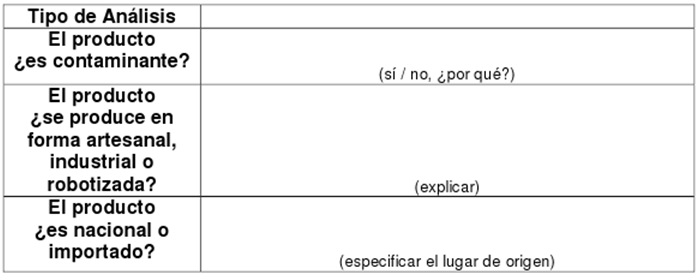 Tipo de Análisis
El producto
¿es contaminante?
(sí / no, ¿por qué?)
El producto
¿se produce en
forma artesanal,
industrial o
robotizada?
(explicar)
El producto
¿es nacional o
importado?
(especificar el lugar de origen)